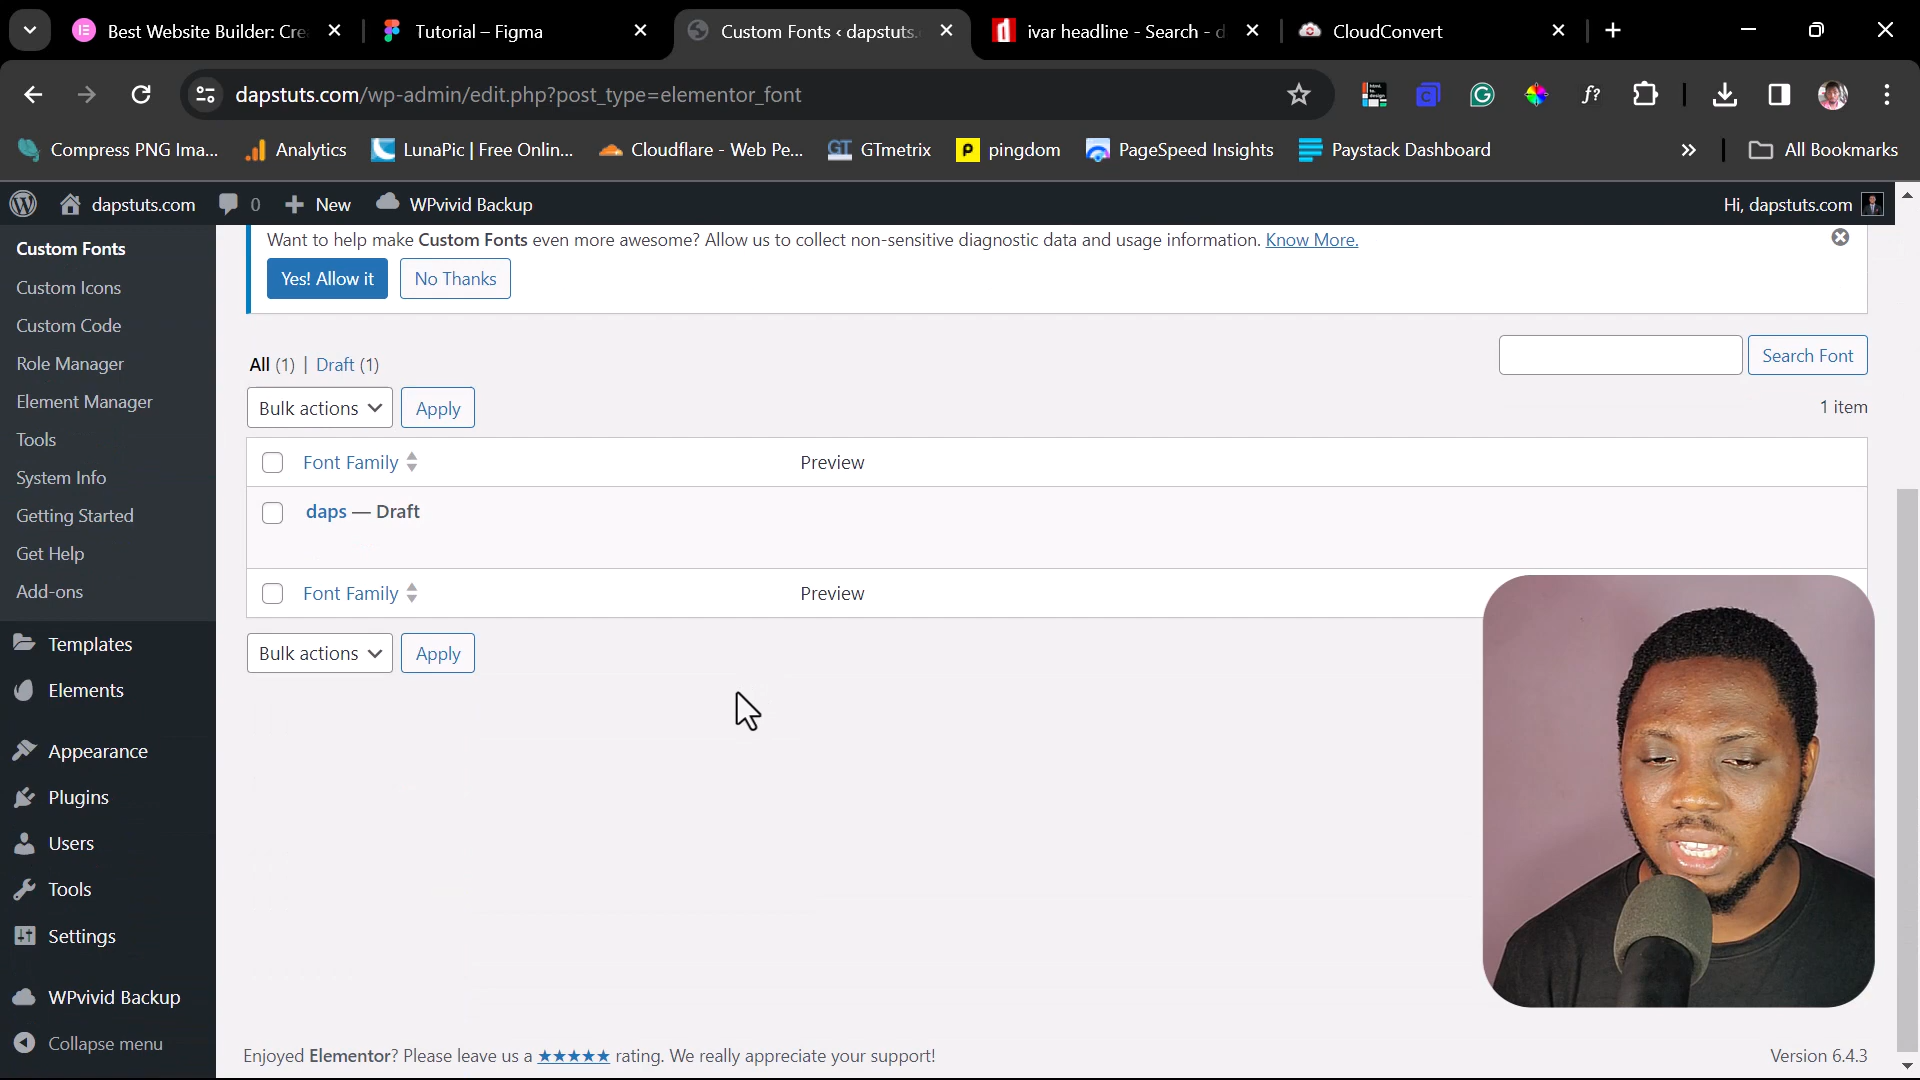 Best Website Builder: Cre
Tutorial – Figma
Custom Fonts ‹ dapstuts.
ivar headline - Search - d
CloudConvert
dapstuts.com/wp-admin/edit.php?post_type=elementor_font
Compress PNG Ima...
Analytics
LunaPic | Free Onlin...
Cloudflare - Web Pe...
GTmetrix
pingdom
PageSpeed Insights
Paystack Dashboard
All Bookmarks
dapstuts.com
0
New
WPvivid Backup
Hi, dapstuts.com
Custom Fonts
Custom Icons
Custom Code
Role Manager
Element Manager
Tools
System Info
Getting Started
Get Help
Add-ons
Templates
Elements
Appearance
Plugins
Users
Tools
Settings
WPvivid Backup
Collapse menu
Want to help make Custom Fonts even more awesome? Allow us to collect non-sensitive diagnostic data and usage information. Know More.
Yes! Allow it
No Thanks
All (1) | Draft (1)
Search Font
Bulk actions
Apply
1 item
Font Family
Preview
daps — Draft
Font Family
Preview
Bulk actions
Apply
Enjoyed Elementor? Please leave us a ★★★★★ rating. We really appreciate your support!
Version 6.4.3